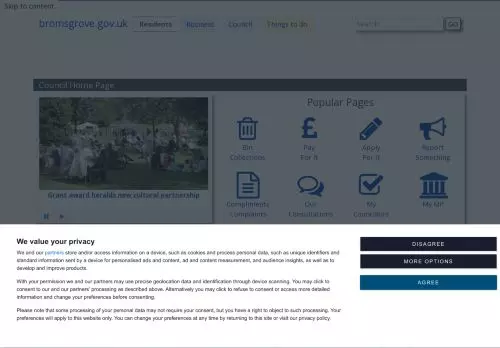 Skip to content
bromsgrove.gov.uk Residents Business Council Things to do Search GO
Council Home Page
Popular Pages
Bin Collections
Pay For It
Apply For It
Report Something
Grant award heralds new cultural partnership
Compliments Complaints
Our Consultations
My Councillors
My MP
We value your privacy
We and our partners store and/or access information on a device, such as cookies and process personal data, such as unique identifiers and
standard information sent by a device for personalised ads and content, ad and content measurement, and audience insights, as well as to
develop and improve products.
With your permission we and our partners may use precise geolocation data and identification through device scanning. You may click to
consent to our and our partners' processing as described above. Alternatively you may click to refuse to consent or access more detailed
information and change your preferences before consenting.
Please note that some processing of your personal data may not require your consent, but you have a right to object to such processing. Your
preferences will apply to this website only. You can change your preferences at any time by returning to this site or visit our privacy policy.
DISAGREE
MORE OPTIONS
AGREE